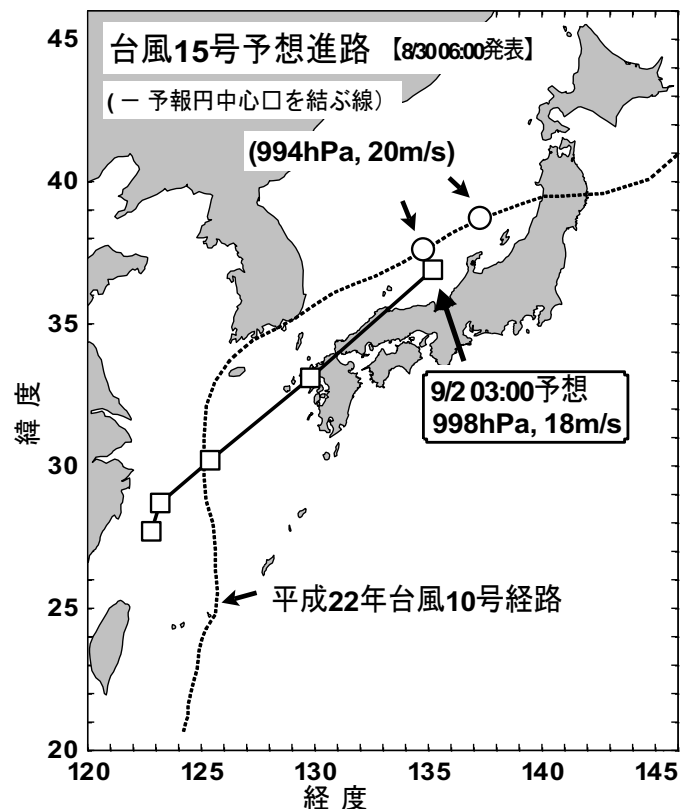 台風15号予想進路 【8/30 06:00発表】
(ー 予報円中心口を結ぶ線)
(994hPa, 20m/s)
9/2 03:00予想
998hPa, 18m/s
平成22年台風10号経路
緯度
45
40
35
30
25
20
120 125 130 135 140 145
経度